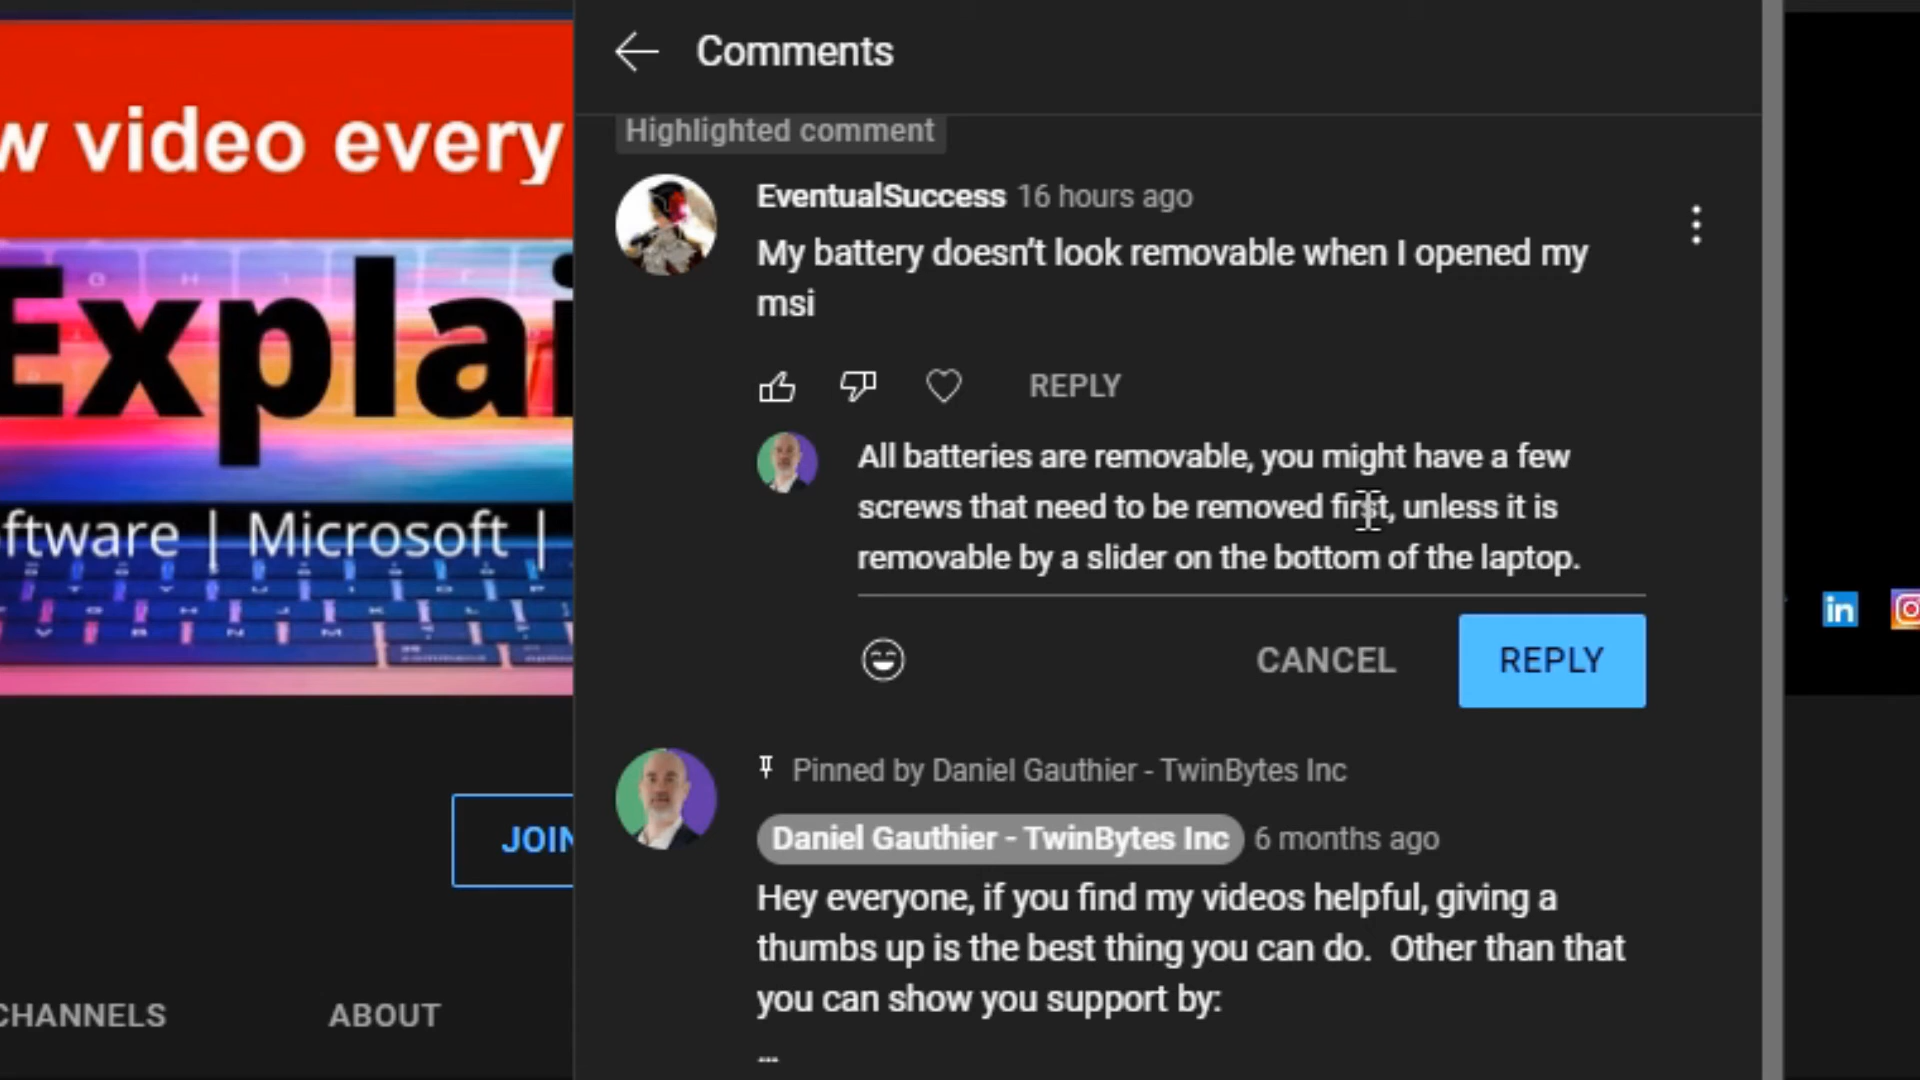 w video every
Explai
ftware | Microsoft |
JOIN
CHANNELS
ABOUT
Comments
Highlighted comment
EventualSuccess 16 hours ago
My battery doesn’t look removable when I opened my
msi
REPLY
All batteries are removable, you might have a few
screws that need to be removed first, unless it is
removable by a slider on the bottom of the laptop.
CANCEL
REPLY
Pinned by Daniel Gauthier - TwinBytes Inc
Daniel Gauthier - TwinBytes Inc 6 months ago
Hey everyone, if you find my videos helpful, giving a
thumbs up is the best thing you can do.  Other than that
you can show you support by:
...
in